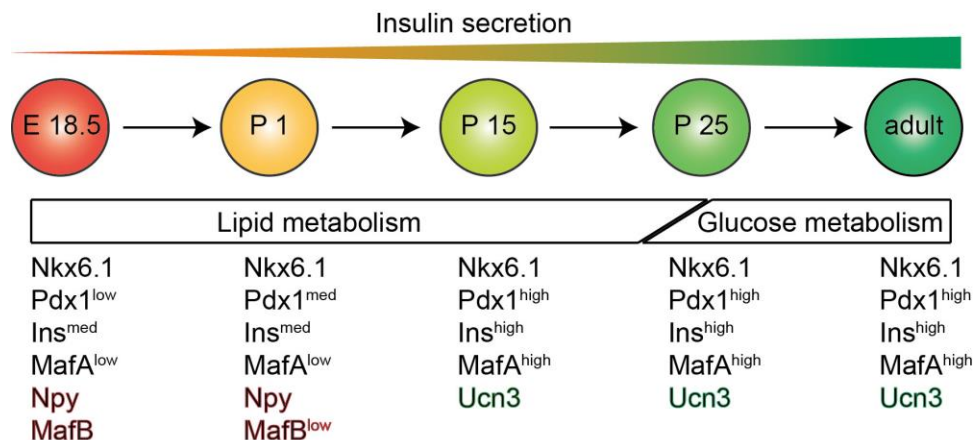 Insulin secretion
E 18.5 P 1 P 15 P 25 adult
Lipid metabolism Glucose metabolism
Nkx6.1 Nkx6.1 Nkx6.1 Nkx6.1 Nkx6.1
Pdx1low Pdx1med Pdx1high Pdx1high Pdx1high
Insmed Insmed Inshigh Inshigh Inshigh
MafAlow MafAlow MafAhigh MafAhigh MafAhigh
Npy Npy Ucn3 Ucn3 Ucn3
MafB MafBlow